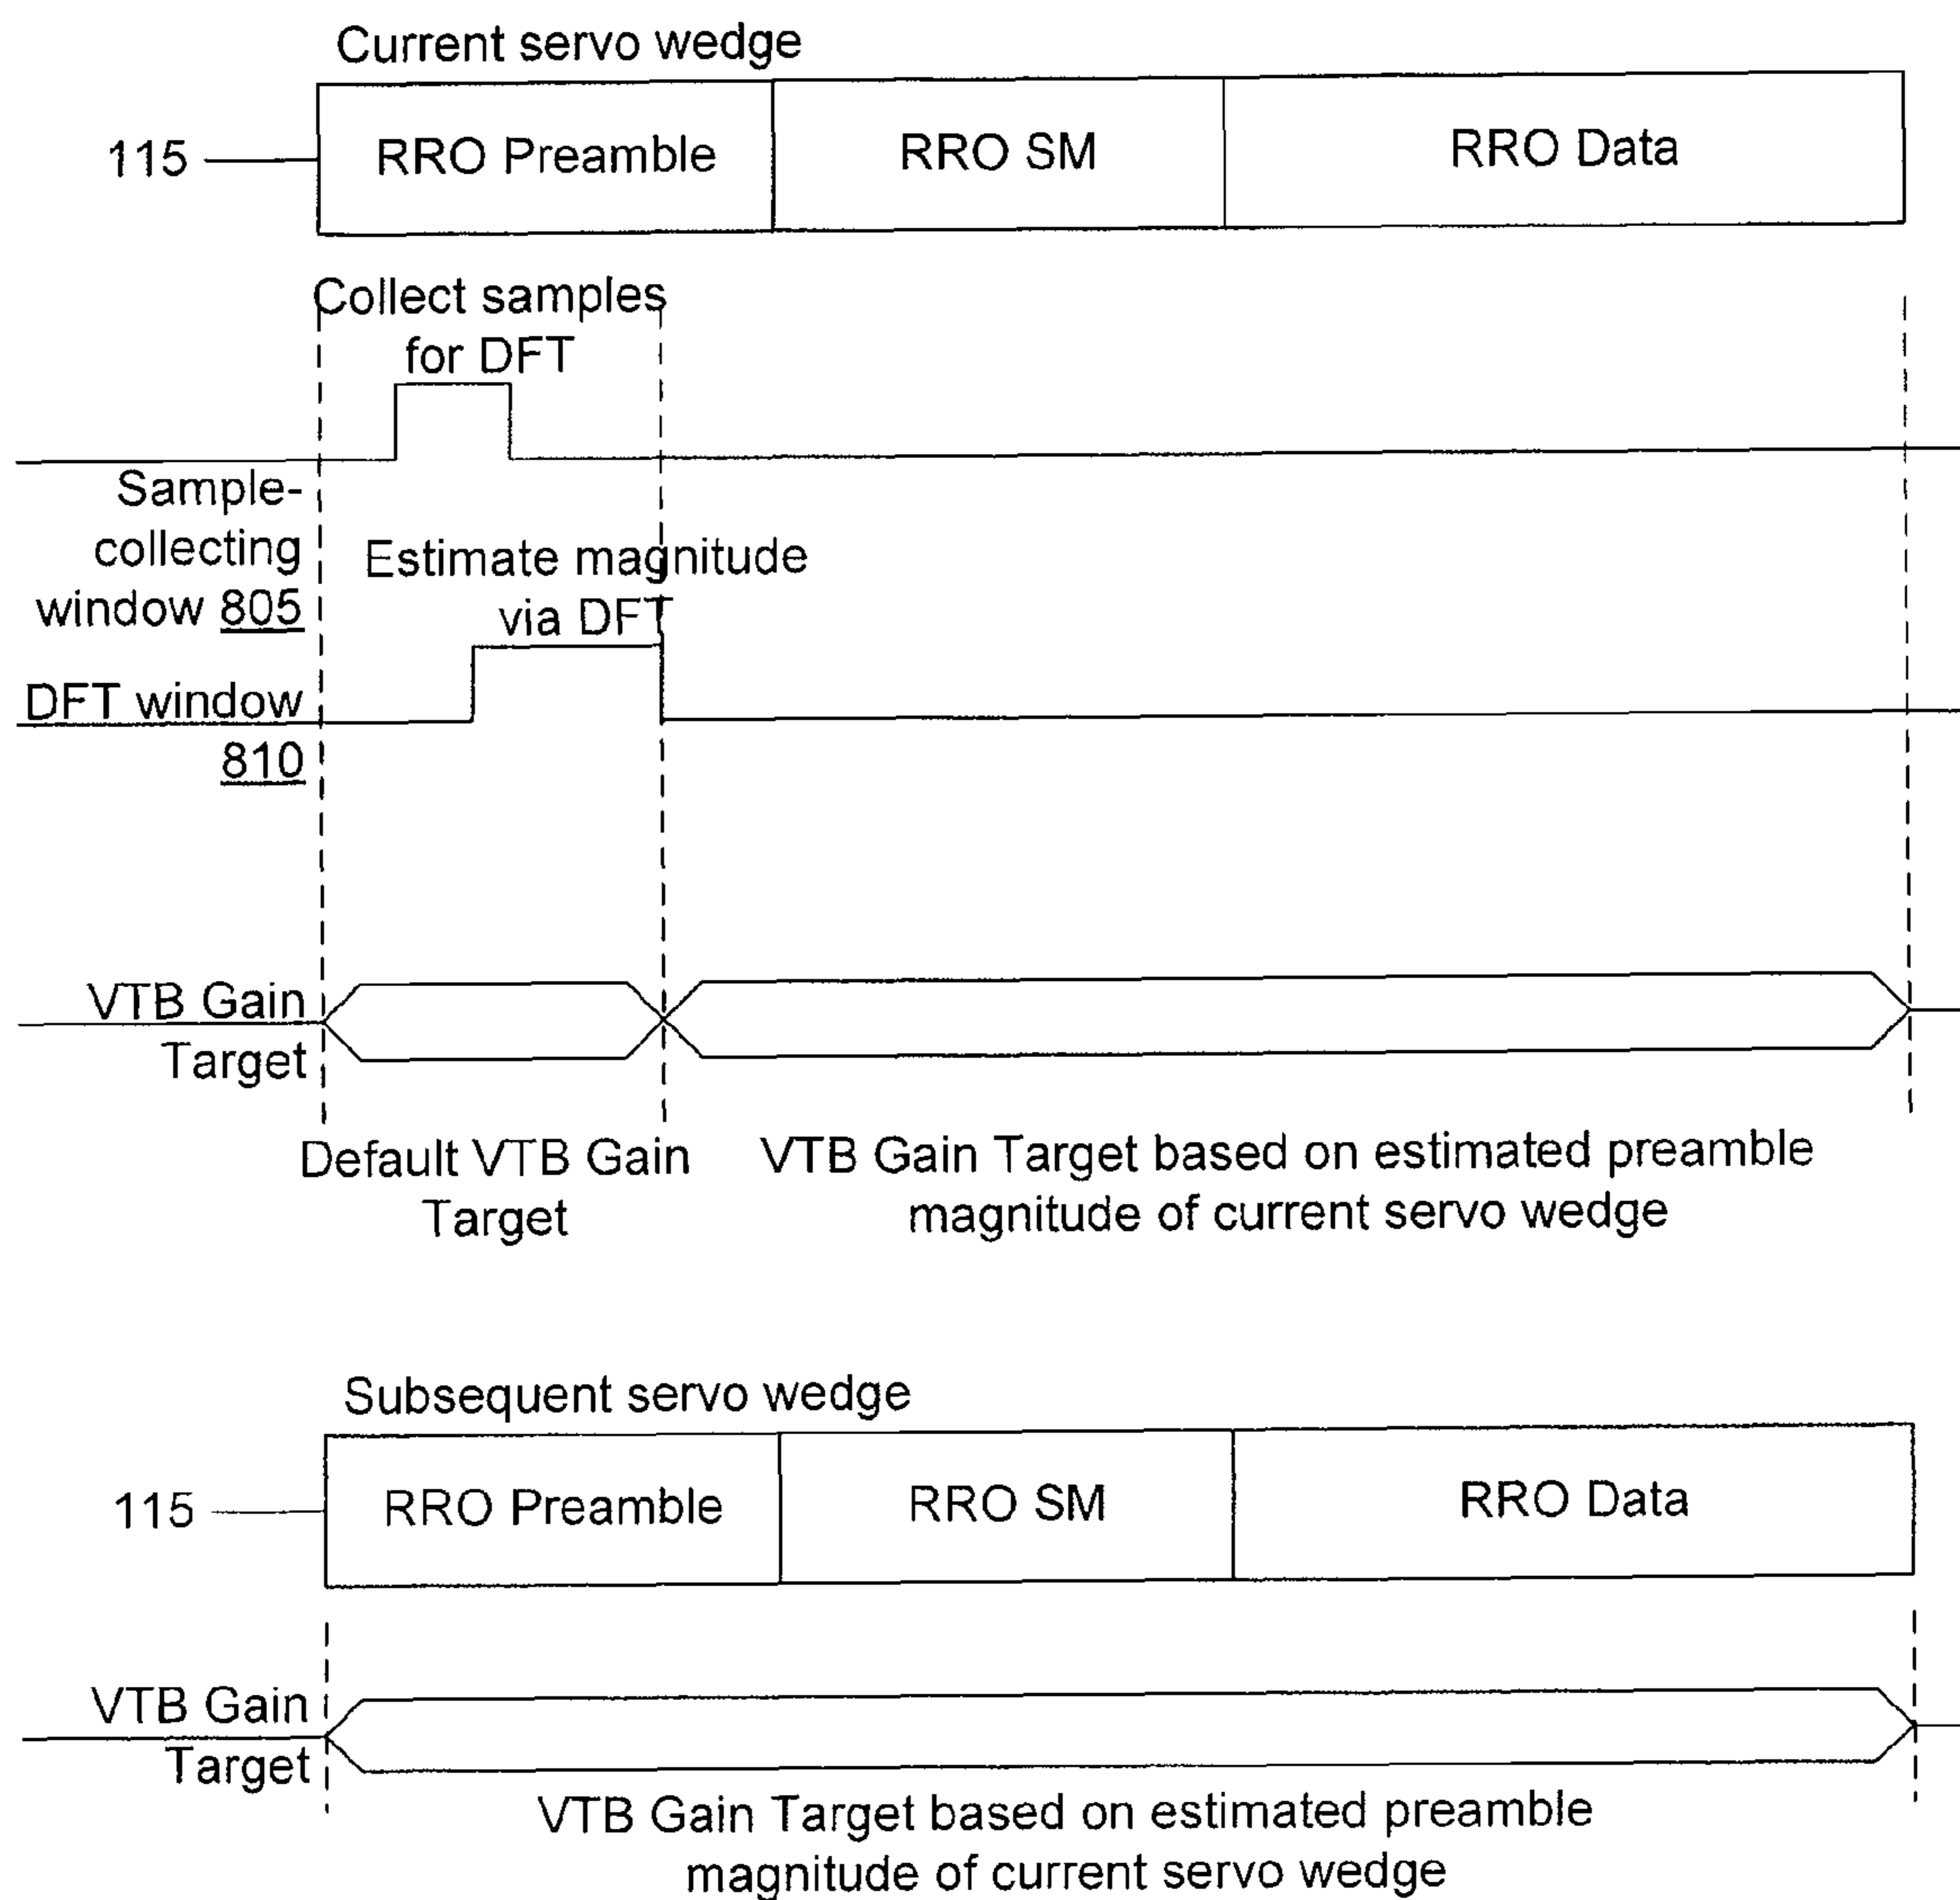 Current servo wedge
115
RRO Preamble
RRO SM
RRO Data
Collect samples
for DFT
Sample-
collecting
window 805
Estimate magnitude
via DFT
DFT window
810
VTB Gain
Target
Default VTB Gain
Target
VTB Gain Target based on estimated preamble
magnitude of current servo wedge
Subsequent servo wedge
115
RRO Preamble
RRO SM
RRO Data
VTB Gain
Target
VTB Gain Target based on estimated preamble
magnitude of current servo wedge